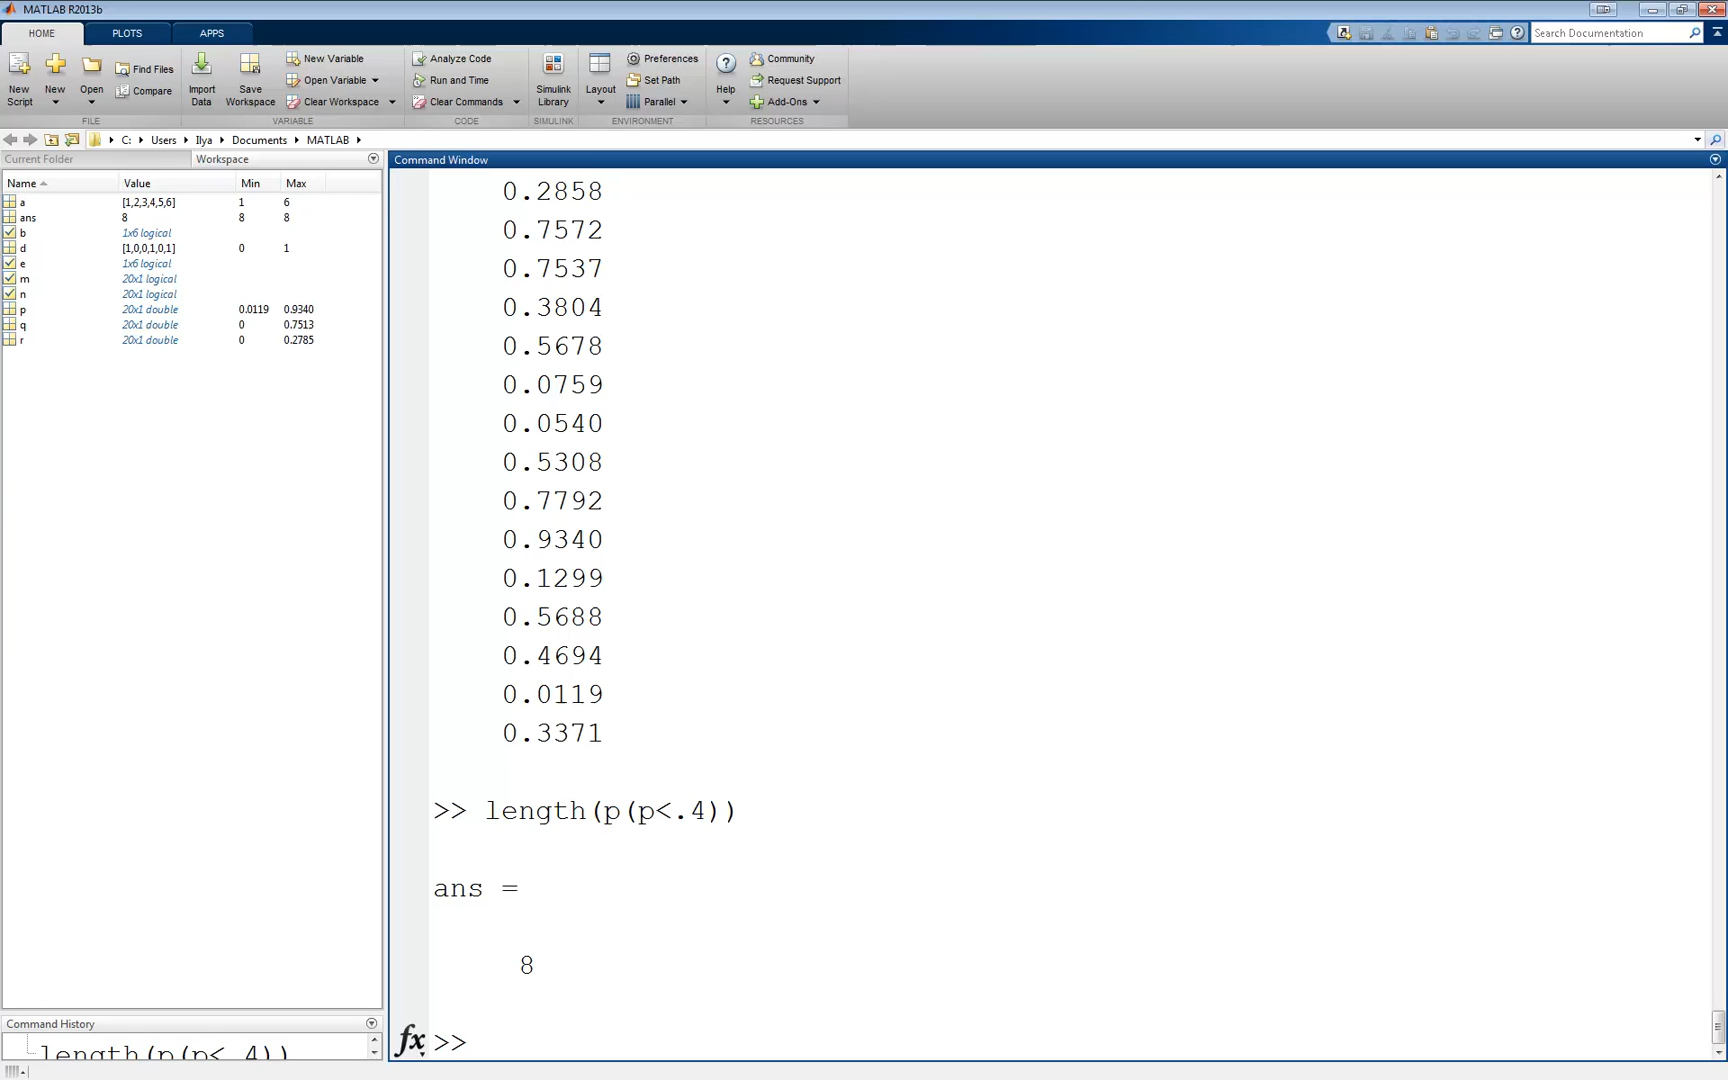 MATLAB R2013b
HOME PLOTS APPS
Search Documentation
New Script
New
Open
Find Files
Compare
FILE
Import Data
Save Workspace
New Variable
Open Variable
Clear Workspace
VARIABLE
Analyze Code
Run and Time
Clear Commands
CODE
Simulink Library
SIMULINK
Layout
Preferences
Set Path
Parallel
ENVIRONMENT
Help
Community
Request Support
Add-Ons
RESOURCES
C: Users Ilya Documents MATLAB
Current Folder Workspace
Name Value Min Max
a [1,2,3,4,5,6] 1 6
ans 8 8 8
b 1x6 logical
d [1,0,0,1,0,1] 0 1
e 1x6 logical
m 20x1 logical
n 20x1 logical
p 20x1 double 0.0119 0.9340
q 20x1 double 0 0.7513
r 20x1 double 0 0.2785
Command History
length(p(p<.4))
Command Window
0.2858
0.7572
0.7537
0.3804
0.5678
0.0759
0.0540
0.5308
0.7792
0.9340
0.1299
0.5688
0.4694
0.0119
0.3371
>> length(p(p<.4))
ans =
8
fx >>